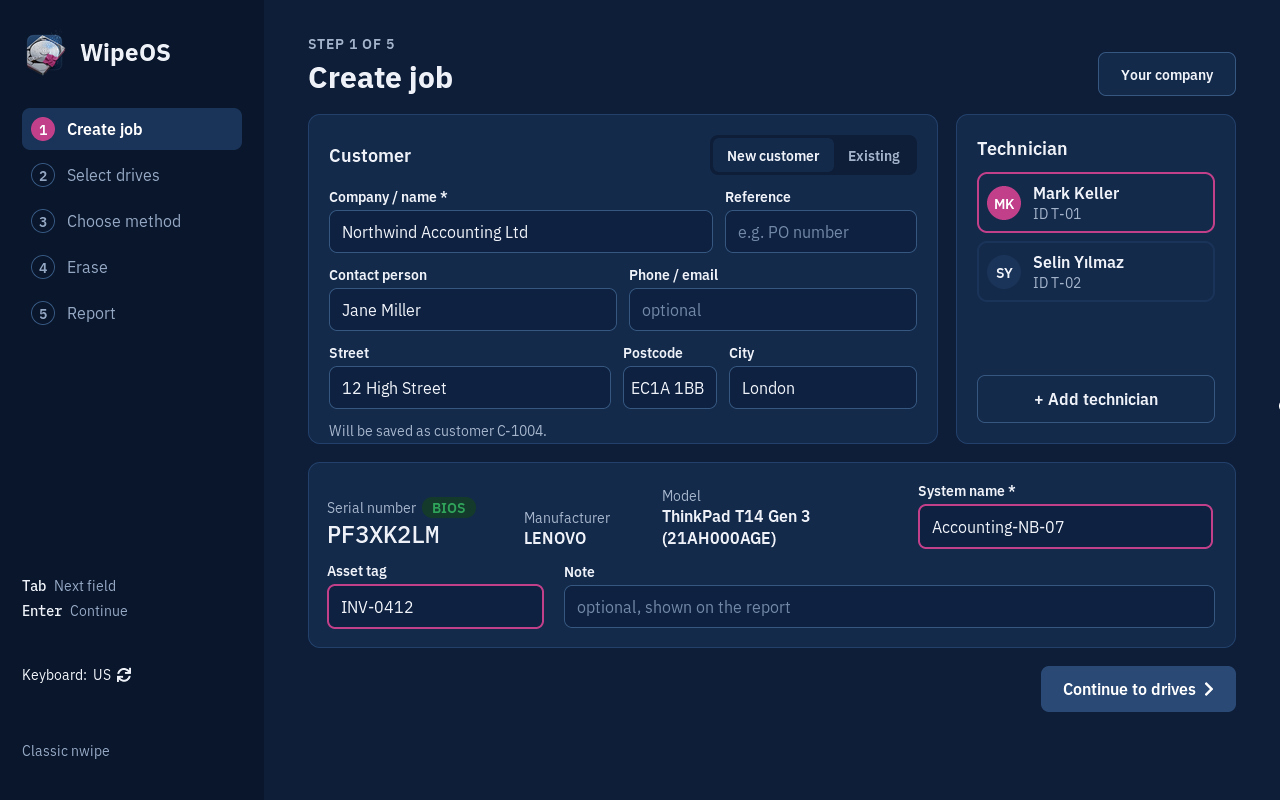 WipeOS
1 Create job
2 Select drives
3 Choose method
4 Erase
5 Report
Tab Next field
Enter Continue
Keyboard: US
Classic nwipe
STEP 1 OF 5
Create job
Your company
Customer
New customer Existing
Company / name * Reference
Northwind Accounting Ltd e.g. PO number
Contact person Phone / email
Jane Miller optional
Street Postcode City
12 High Street EC1A 1BB London
Will be saved as customer C-1004.
Technician
MK Mark Keller
ID T-01
SY Selin Yılmaz
ID T-02
+ Add technician
Serial number BIOS
PF3XK2LM
Manufacturer
LENOVO
Model
ThinkPad T14 Gen 3
(21AH000AGE)
System name *
Accounting-NB-07
Asset tag Note
INV-0412 optional, shown on the report
Continue to drives